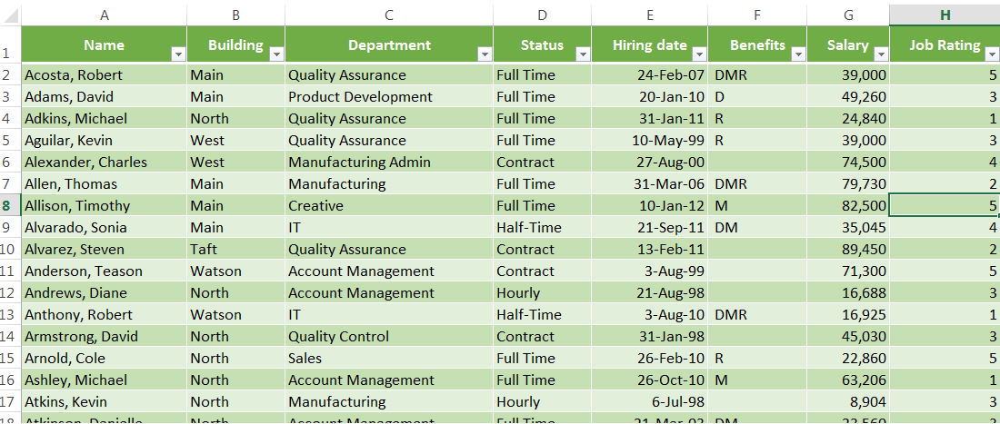 A B C D E F G H
1 Name Building Department Status Hiring date Benefits Salary Job Rating
2 Acosta, Robert Main Quality Assurance Full Time 24-Feb-07 DMR 39,000 5
3 Adams, David Main Product Development Full Time 20-Jan-10 D 49,260 3
4 Adkins, Michael North Quality Assurance Full Time 31-Jan-11 R 24,840 1
5 Aguilar, Kevin West Quality Assurance Full Time 10-May-99 R 39,000 3
6 Alexander, Charles West Manufacturing Admin Contract 27-Aug-00 74,500 4
7 Allen, Thomas Main Manufacturing Full Time 31-Mar-06 DMR 79,730 2
8 Allison, Timothy Main Creative Full Time 10-Jan-12 M 82,500 5
9 Alvarado, Sonia Main IT Half-Time 21-Sep-11 DM 35,045 4
10 Alvarez, Steven Taft Quality Assurance Contract 13-Feb-11 89,450 2
11 Anderson, Teason Watson Account Management Contract 3-Aug-99 71,300 5
12 Andrews, Diane North Account Management Hourly 21-Aug-98 16,688 3
13 Anthony, Robert Watson IT Half-Time 3-Aug-10 DMR 16,925 1
14 Armstrong, David North Quality Control Contract 31-Jan-98 45,030 3
15 Arnold, Cole North Sales Full Time 26-Feb-10 R 22,860 5
16 Ashley, Michael North Account Management Full Time 26-Oct-10 M 63,206 1
17 Atkins, Kevin North Manufacturing Hourly 6-Jul-98 8,904 3
18 Atkinson, Danielle North Account Management Full Time